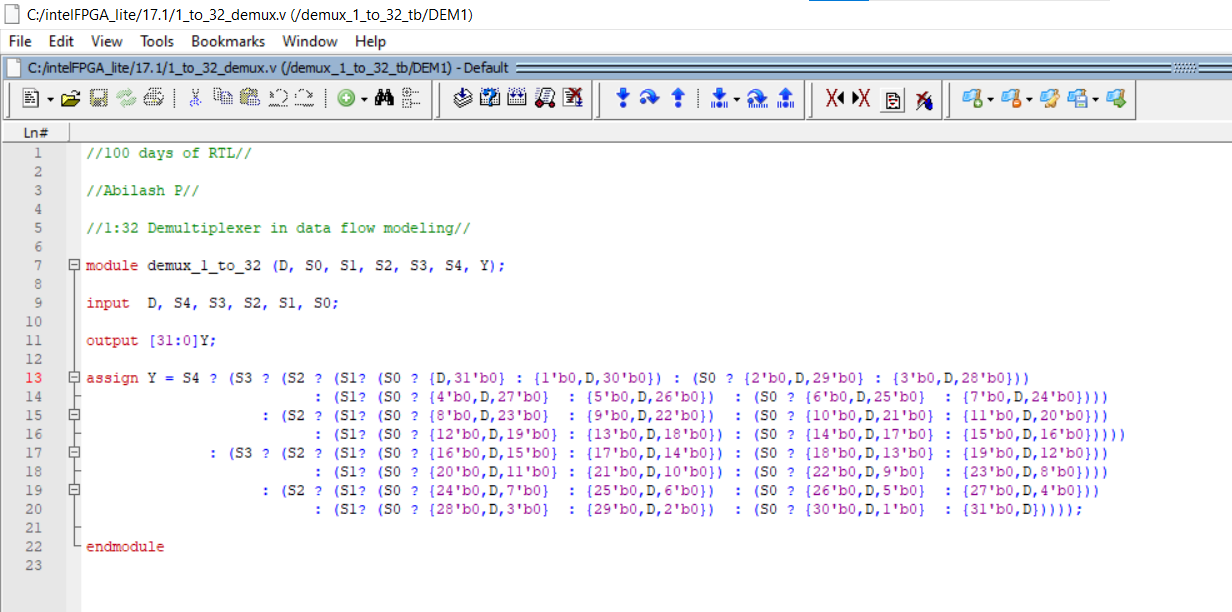 C:/intelFPGA_lite/17.1/1_to_32_demux.v (/demux_1_to_32_tb/DEM1)
File Edit View Tools Bookmarks Window Help
C:/intelFPGA_lite/17.1/1_to_32_demux.v (/demux_1_to_32_tb/DEM1) - Default
Ln#
1 //100 days of RTL//
2
3 //Abilash P//
4
5 //1:32 Demultiplexer in data flow modeling//
6
7 module demux_1_to_32 (D, S0, S1, S2, S3, S4, Y);
8
9 input  D, S4, S3, S2, S1, S0;
10
11 output [31:0]Y;
12
13 assign Y = S4 ? (S3 ? (S2 ? (S1? (S0 ? {D,31'b0} : {1'b0,D,30'b0}) : (S0 ? {2'b0,D,29'b0} : {3'b0,D,28'b0}))
14                           : (S1? (S0 ? {4'b0,D,27'b0}  : {5'b0,D,26'b0})  : (S0 ? {6'b0,D,25'b0}  : {7'b0,D,24'b0})))
15                     : (S2 ? (S1? (S0 ? {8'b0,D,23'b0}  : {9'b0,D,22'b0})  : (S0 ? {10'b0,D,21'b0} : {11'b0,D,20'b0}))
16                           : (S1? (S0 ? {12'b0,D,19'b0} : {13'b0,D,18'b0}) : (S0 ? {14'b0,D,17'b0} : {15'b0,D,16'b0}))))
17               : (S3 ? (S2 ? (S1? (S0 ? {16'b0,D,15'b0} : {17'b0,D,14'b0}) : (S0 ? {18'b0,D,13'b0} : {19'b0,D,12'b0}))
18                           : (S1? (S0 ? {20'b0,D,11'b0} : {21'b0,D,10'b0}) : (S0 ? {22'b0,D,9'b0}  : {23'b0,D,8'b0})))
19                     : (S2 ? (S1? (S0 ? {24'b0,D,7'b0}  : {25'b0,D,6'b0})  : (S0 ? {26'b0,D,5'b0}  : {27'b0,D,4'b0}))
20                           : (S1? (S0 ? {28'b0,D,3'b0}  : {29'b0,D,2'b0})  : (S0 ? {30'b0,D,1'b0}  : {31'b0,D}))));
21
22 endmodule
23